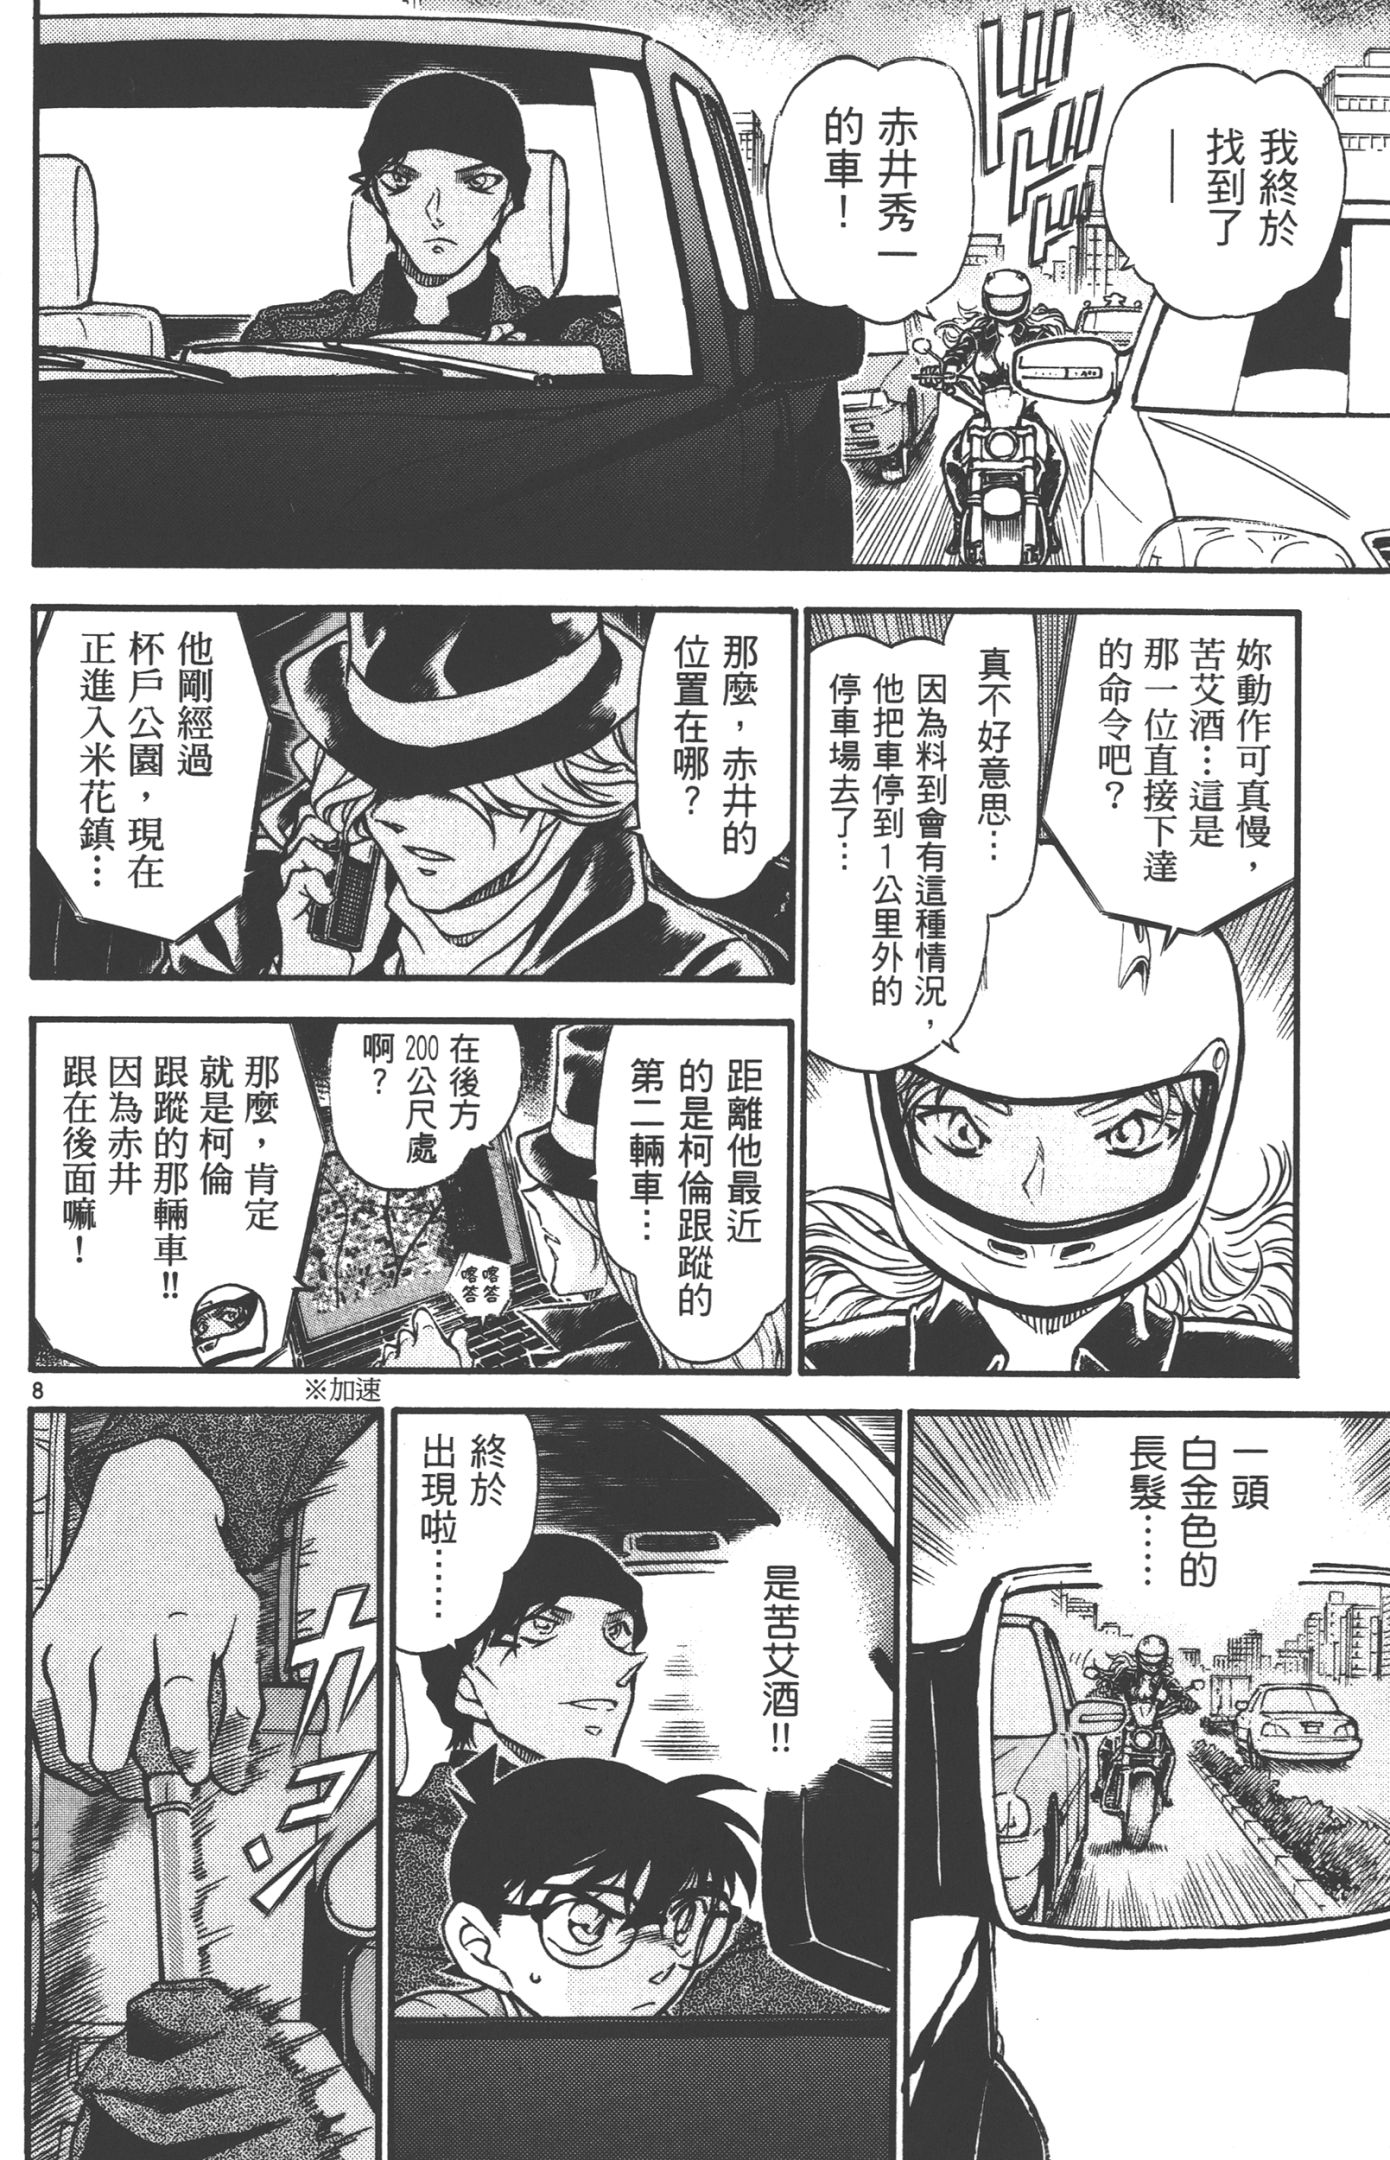 我終於
找到了
——
赤井秀一
的車！
妳動作可真慢，
苦艾酒…這是
那一位直接下達
的命令吧？
真不好意思…
因為料到會有這種情況，
他把車停到1公里外的
停車場去了…
那麼，赤井的
位置在哪？
他剛經過
杯戶公園，現在
正進入米花鎮…
距離他最近
的是柯倫跟蹤的
第二輛車…
在後方
200公尺處
啊？
喀答
喀答
那麼，肯定
就是柯倫
跟蹤的那輛車!!
因為赤井
跟在後面嘛！
8
※加速
一頭
白金色的
長髮……
是苦艾酒!!
終於
出現啦……
ガコッ